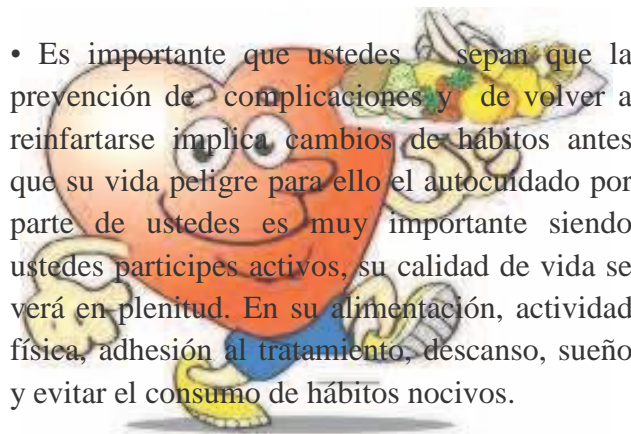 • Es importante que ustedes sepan que la
prevención de complicaciones y de volver a
reinfartarse implica cambios de hábitos antes
que su vida peligre para ello el autocuidado por
parte de ustedes es muy importante siendo
ustedes participes activos, su calidad de vida se
verá en plenitud. En su alimentación, actividad
física, adhesión al tratamiento, descanso, sueño
y evitar el consumo de hábitos nocivos.